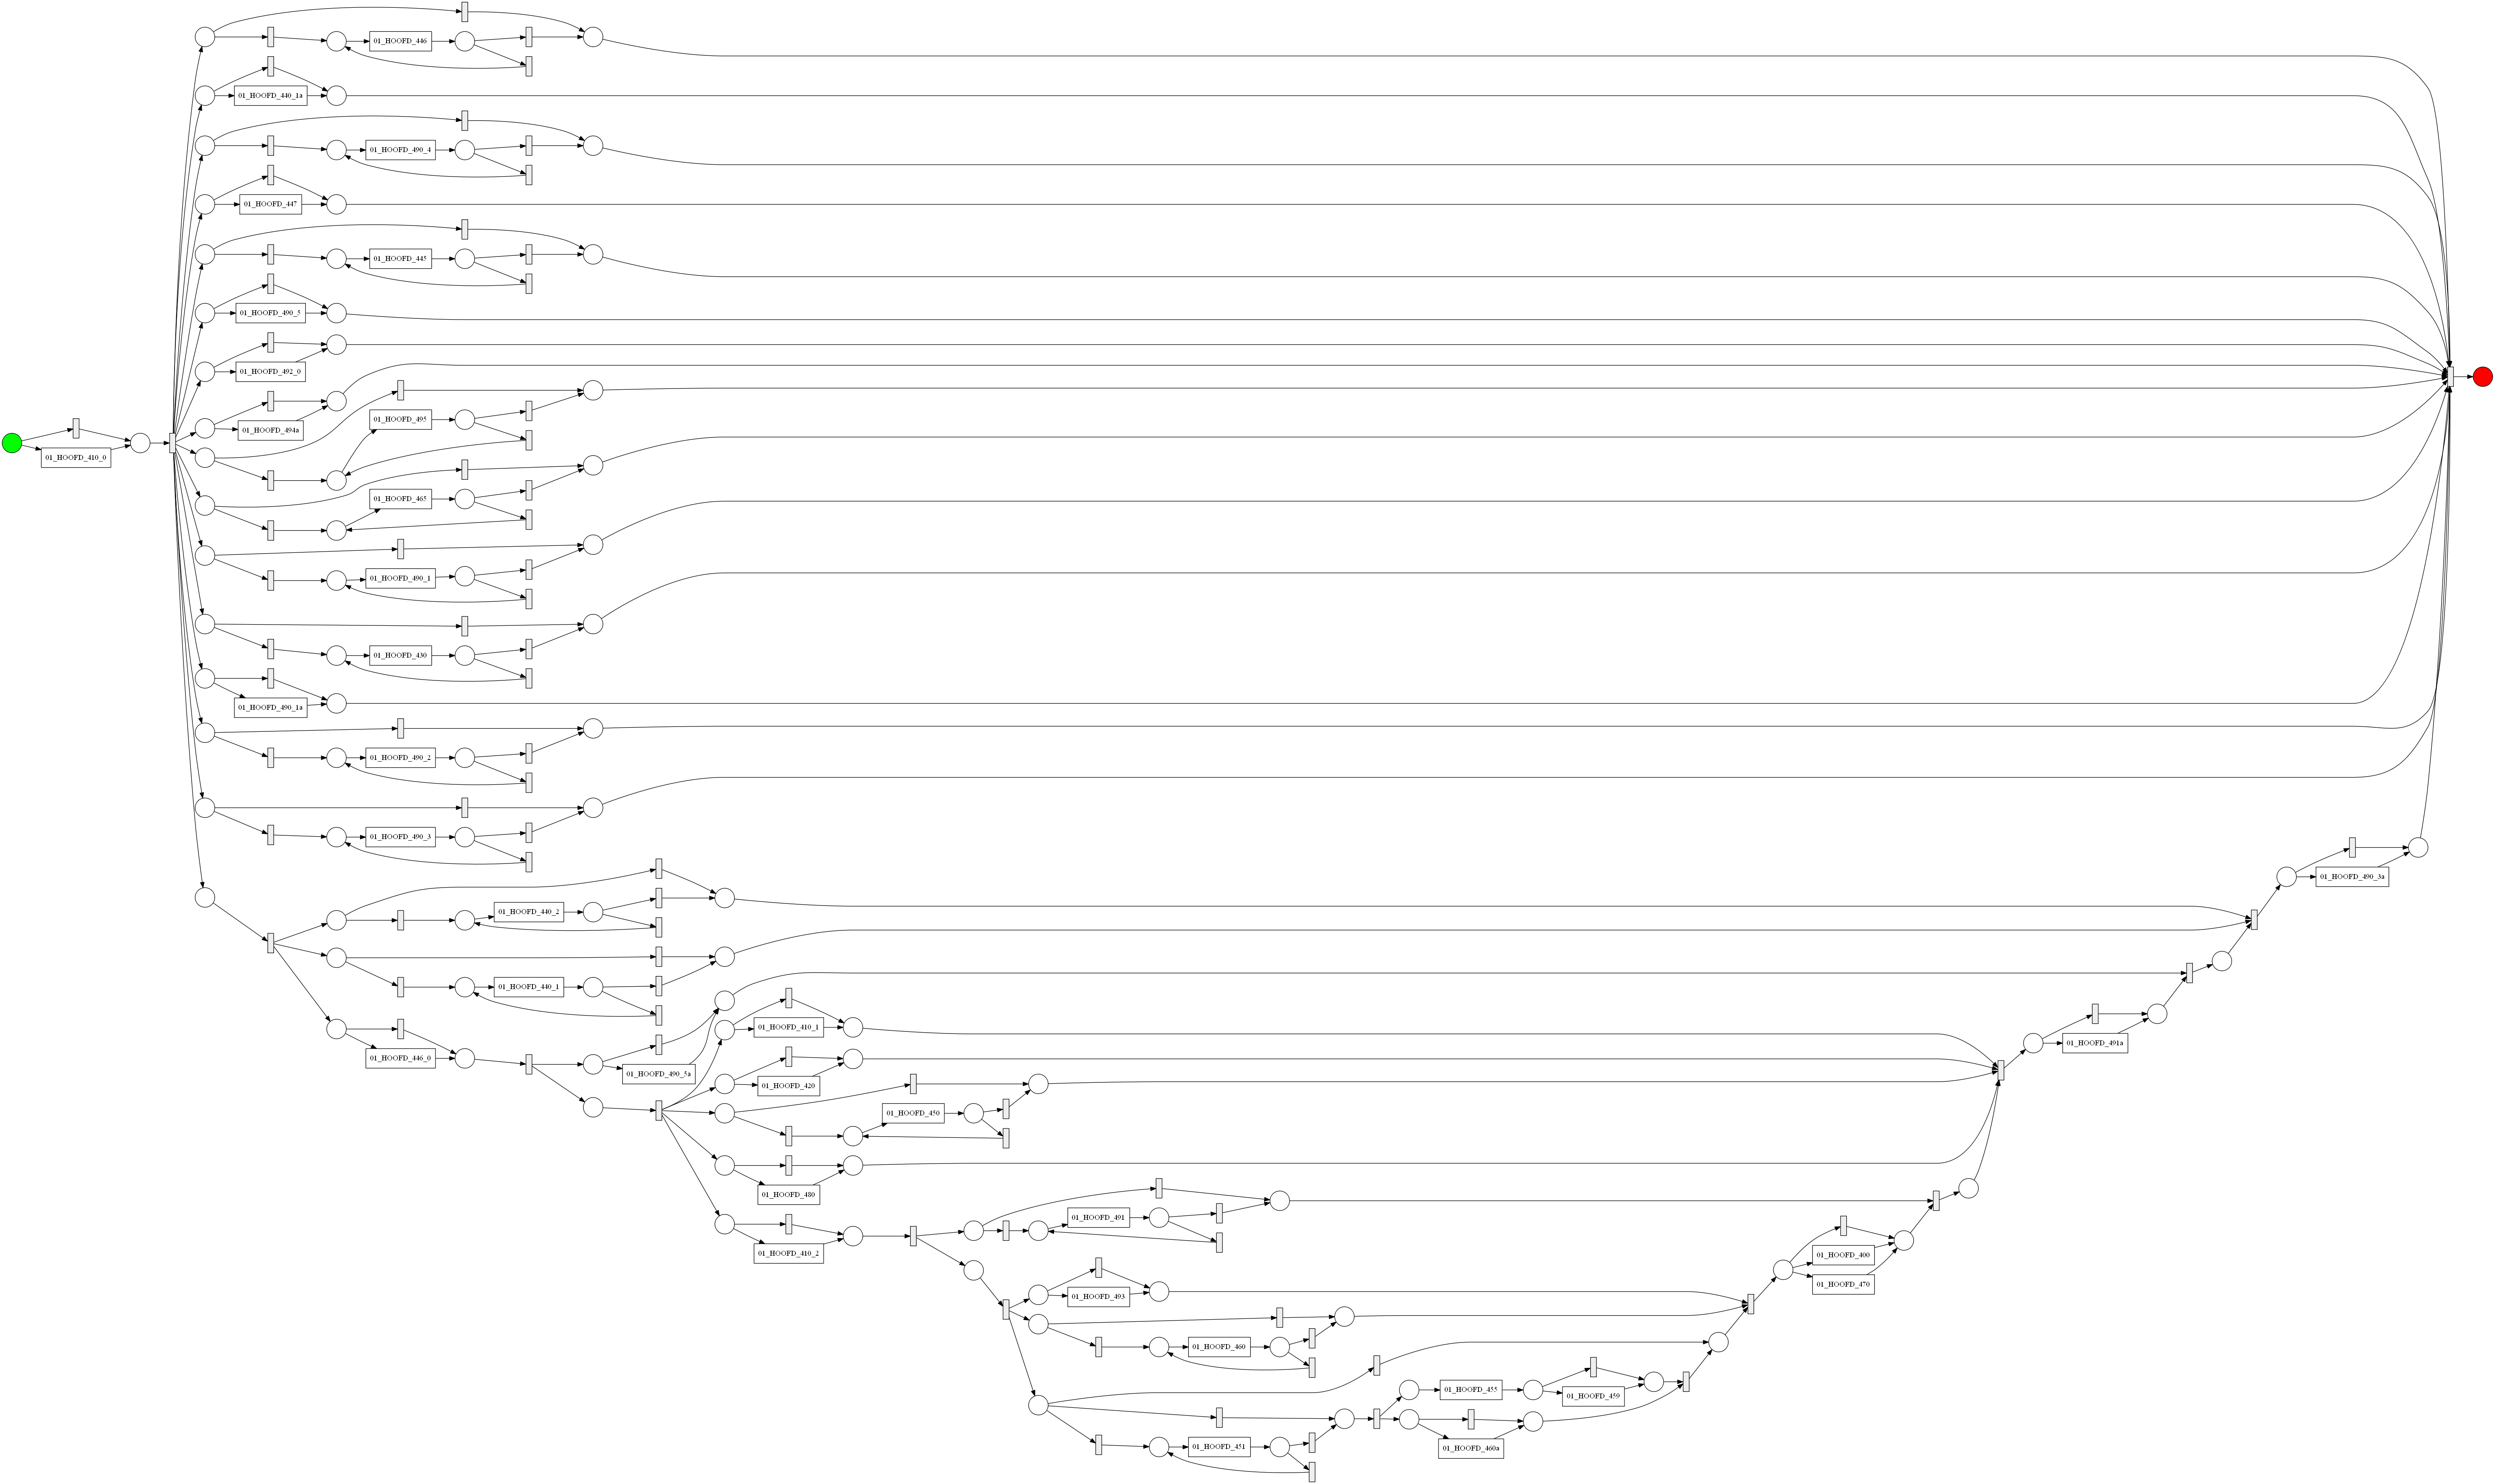 01_HOOFD_446
01_HOOFD_440_1a
01_HOOFD_490_4
01_HOOFD_447
01_HOOFD_445
01_HOOFD_490_5
01_HOOFD_492_0
01_HOOFD_495
01_HOOFD_494a
01_HOOFD_410_0
01_HOOFD_465
01_HOOFD_490_1
01_HOOFD_430
01_HOOFD_490_1a
01_HOOFD_490_2
01_HOOFD_490_3
01_HOOFD_490_3a
01_HOOFD_440_2
01_HOOFD_440_1
01_HOOFD_410_1
01_HOOFD_491a
01_HOOFD_446_0
01_HOOFD_490_5a
01_HOOFD_420
01_HOOFD_450
01_HOOFD_480
01_HOOFD_491
01_HOOFD_410_2
01_HOOFD_400
01_HOOFD_470
01_HOOFD_493
01_HOOFD_460
01_HOOFD_455
01_HOOFD_459
01_HOOFD_451
01_HOOFD_460a